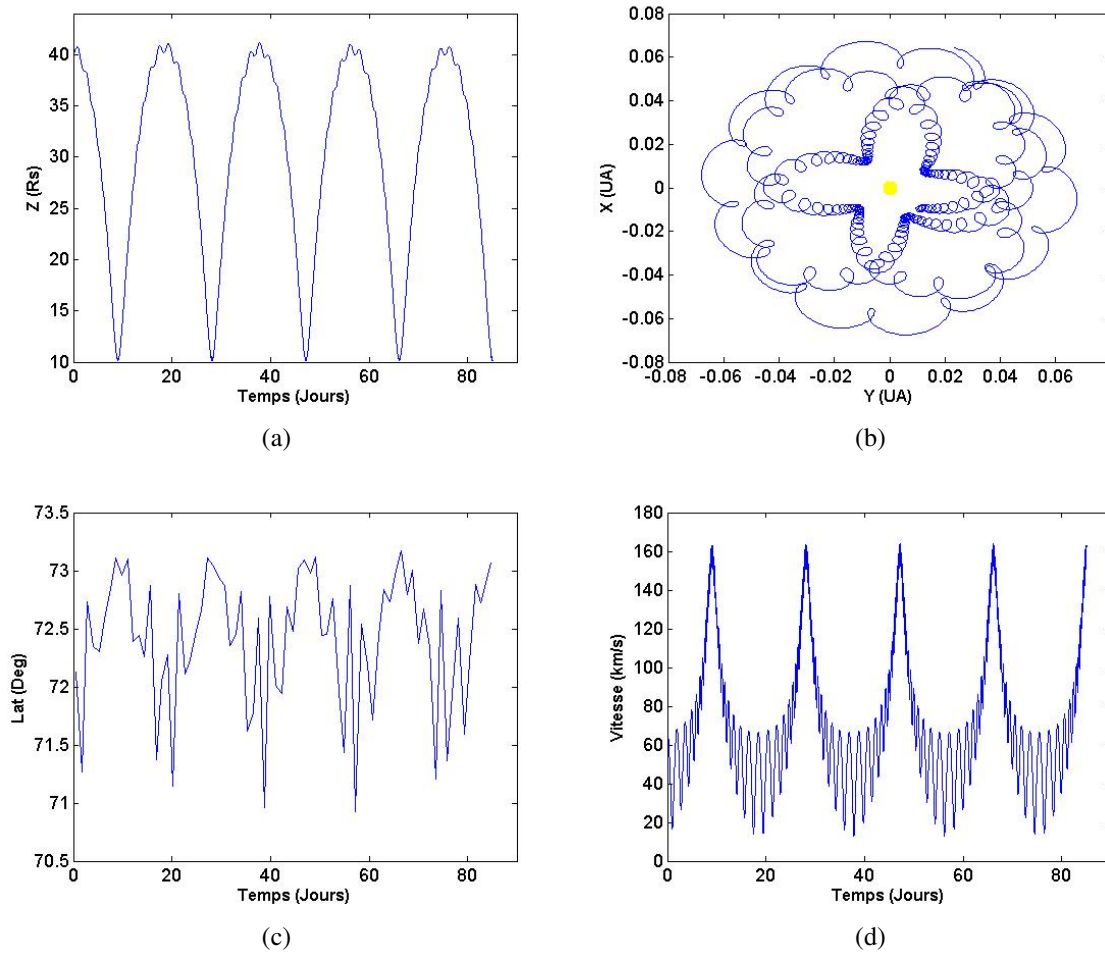 40
35
30
25
20
15
10
0 20 40 60 80
Z (Rs)
Temps (Jours)
(a)
0.08
0.06
0.04
0.02
0
-0.02
-0.04
-0.06
-0.08
-0.08 -0.06 -0.04 -0.02 0 0.02 0.04 0.06
X (UA)
Y (UA)
(b)
73.5
73
72.5
72
71.5
71
70.5
0 20 40 60 80
Lat (Deg)
Temps (Jours)
(c)
180
160
140
120
100
80
60
40
20
0
0 20 40 60 80
Vitesse (km/s)
Temps (Jours)
(d)